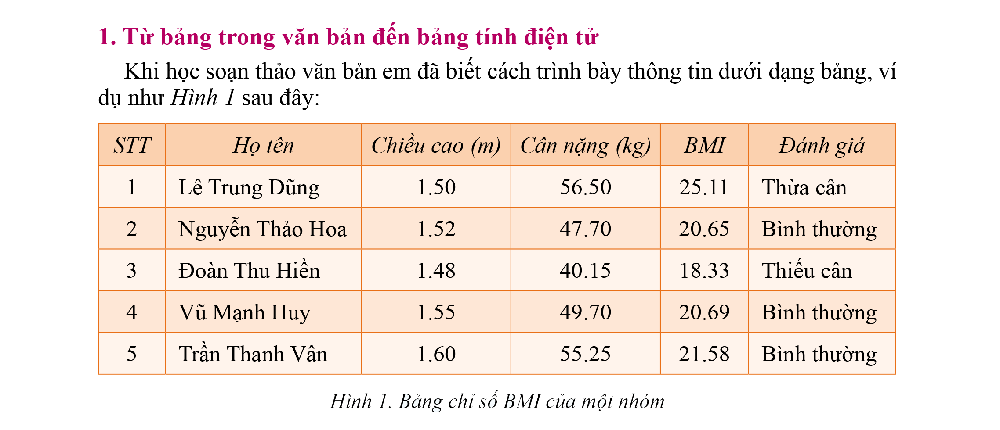 1. Từ bảng trong văn bản đến bảng tính điện tử
Khi học soạn thảo văn bản em đã biết cách trình bày thông tin dưới dạng bảng, ví
dụ như Hình 1 sau đây:
STT Họ tên Chiều cao (m) Cân nặng (kg) BMI Đánh giá
1 Lê Trung Dũng 1.50 56.50 25.11 Thừa cân
2 Nguyễn Thảo Hoa 1.52 47.70 20.65 Bình thường
3 Đoàn Thu Hiền 1.48 40.15 18.33 Thiếu cân
4 Vũ Mạnh Huy 1.55 49.70 20.69 Bình thường
5 Trần Thanh Vân 1.60 55.25 21.58 Bình thường
Hình 1. Bảng chỉ số BMI của một nhóm